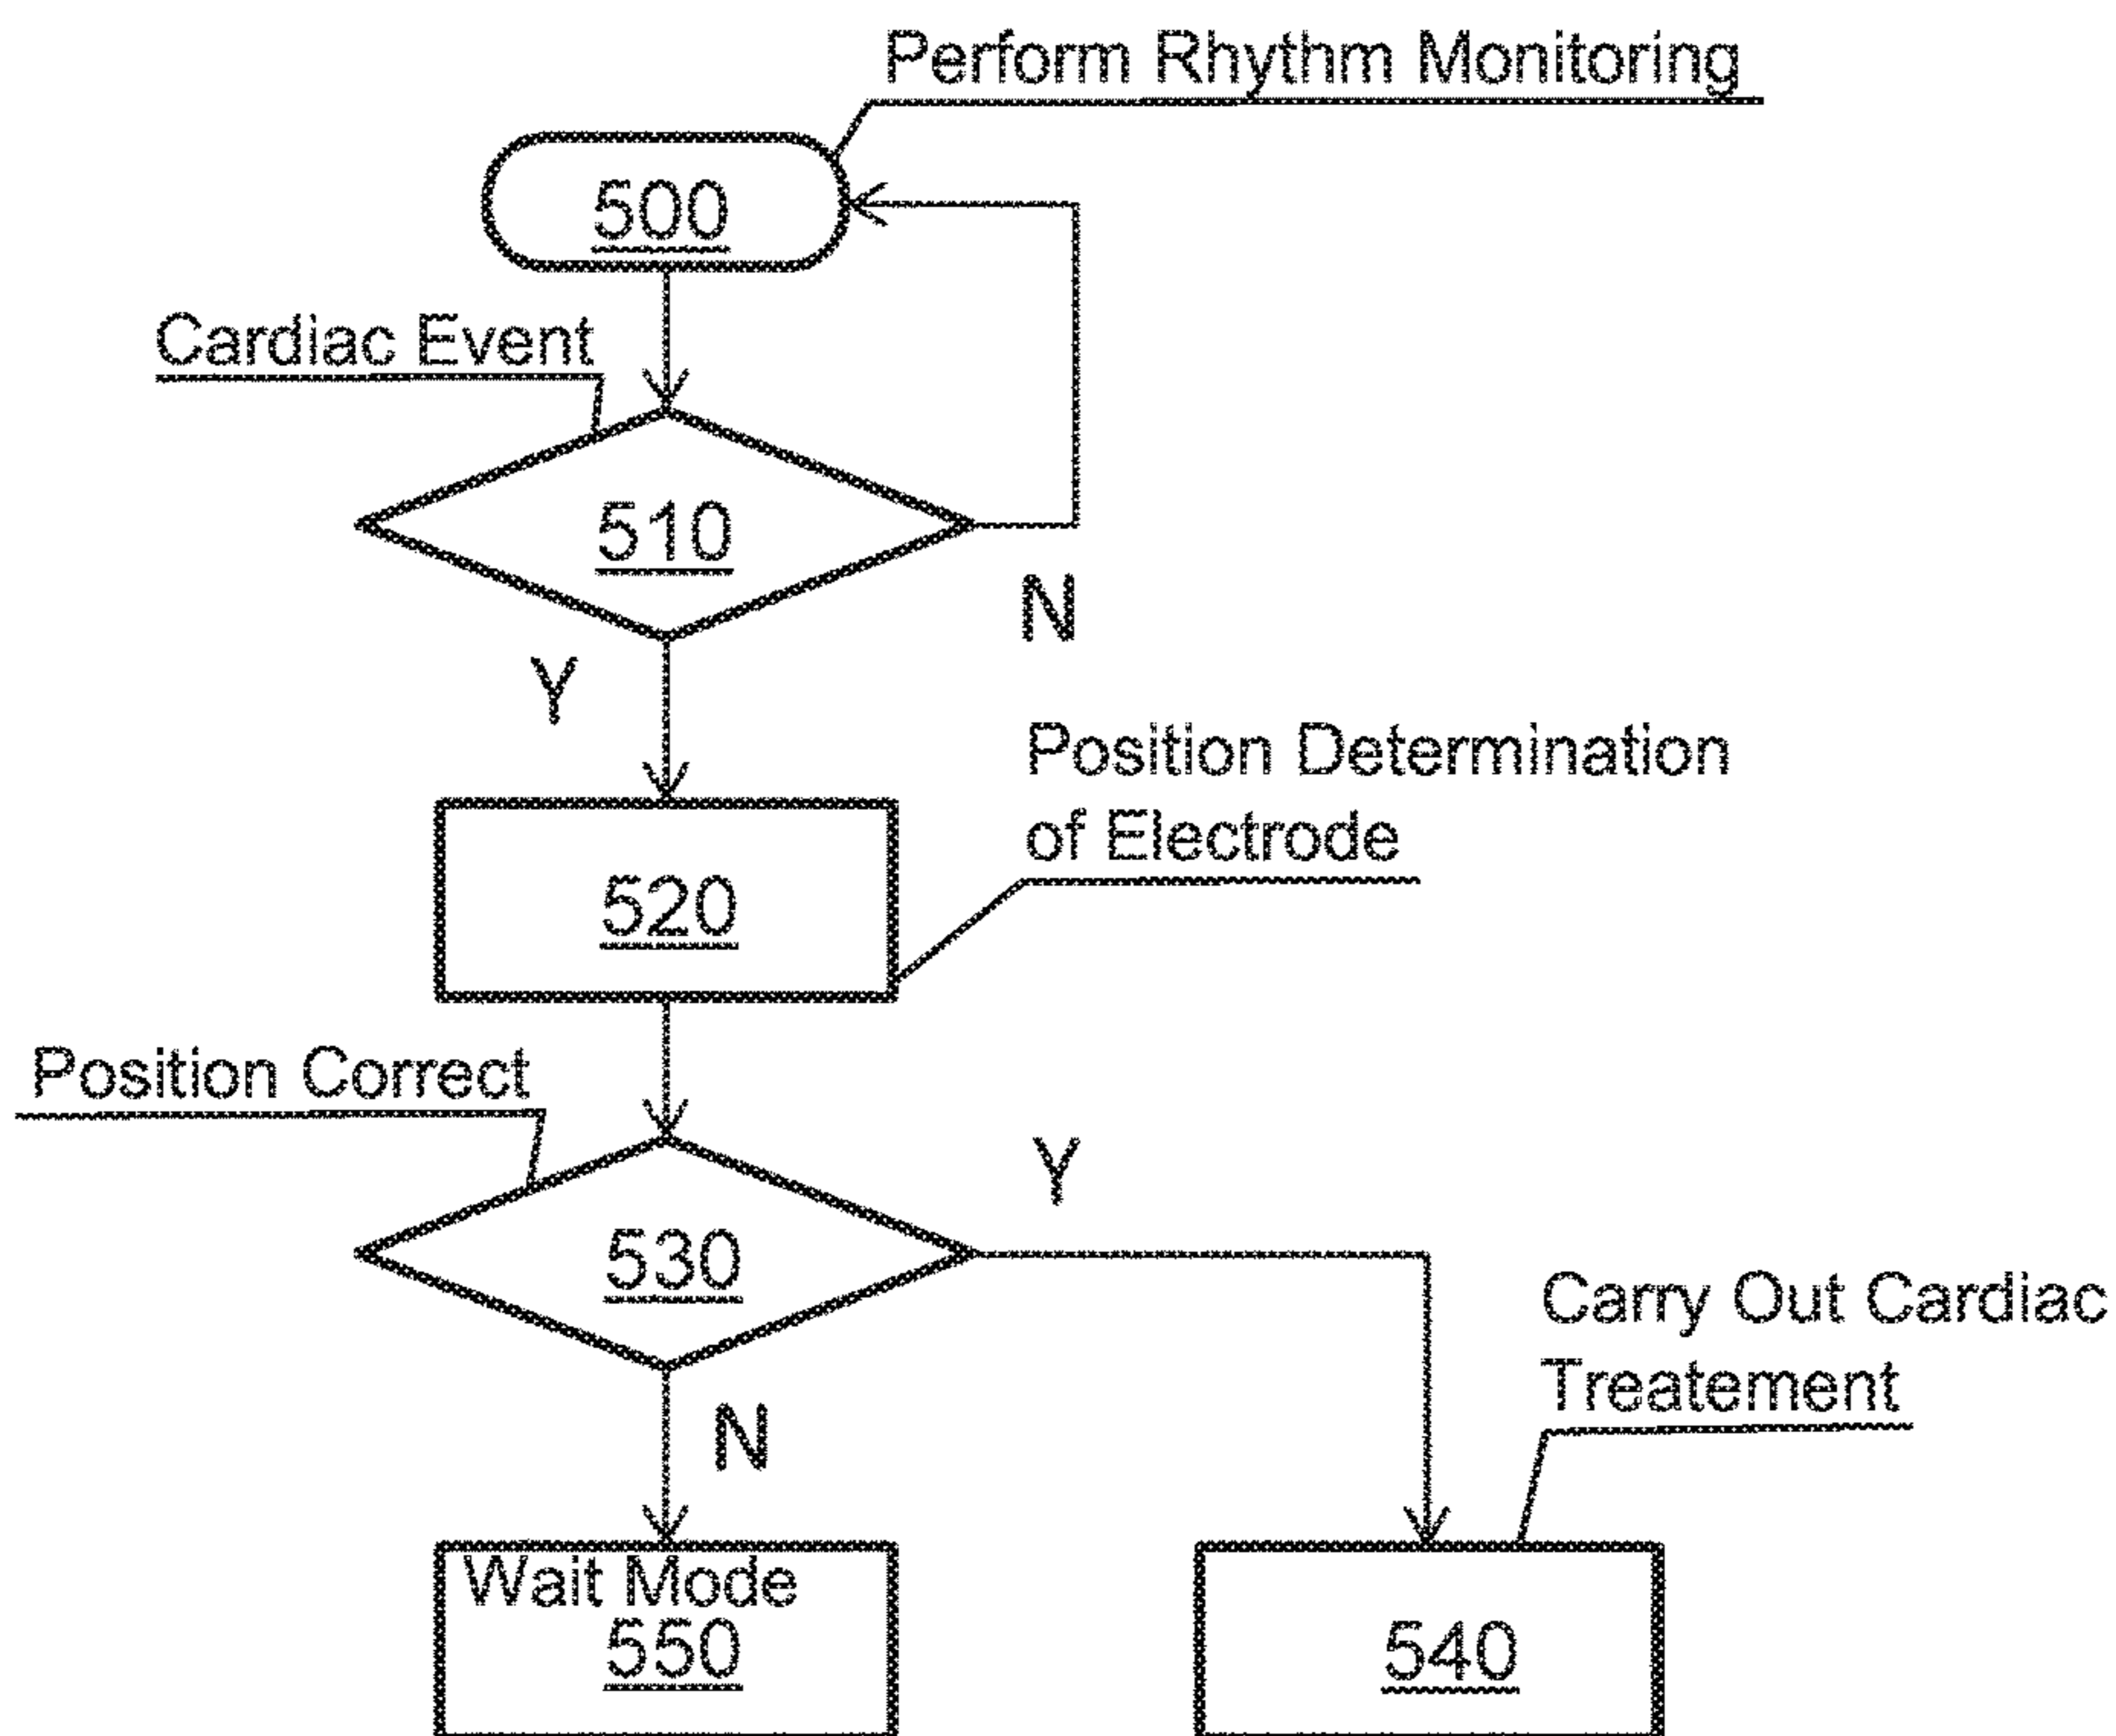 Perform Rhythm Monitoring
500
Cardiac Event
510
N
Y
Position Determination
of Electrode
520
Position Correct
Y
530
Carry Out Cardiac
Treatement
N
Wait Mode
550
540